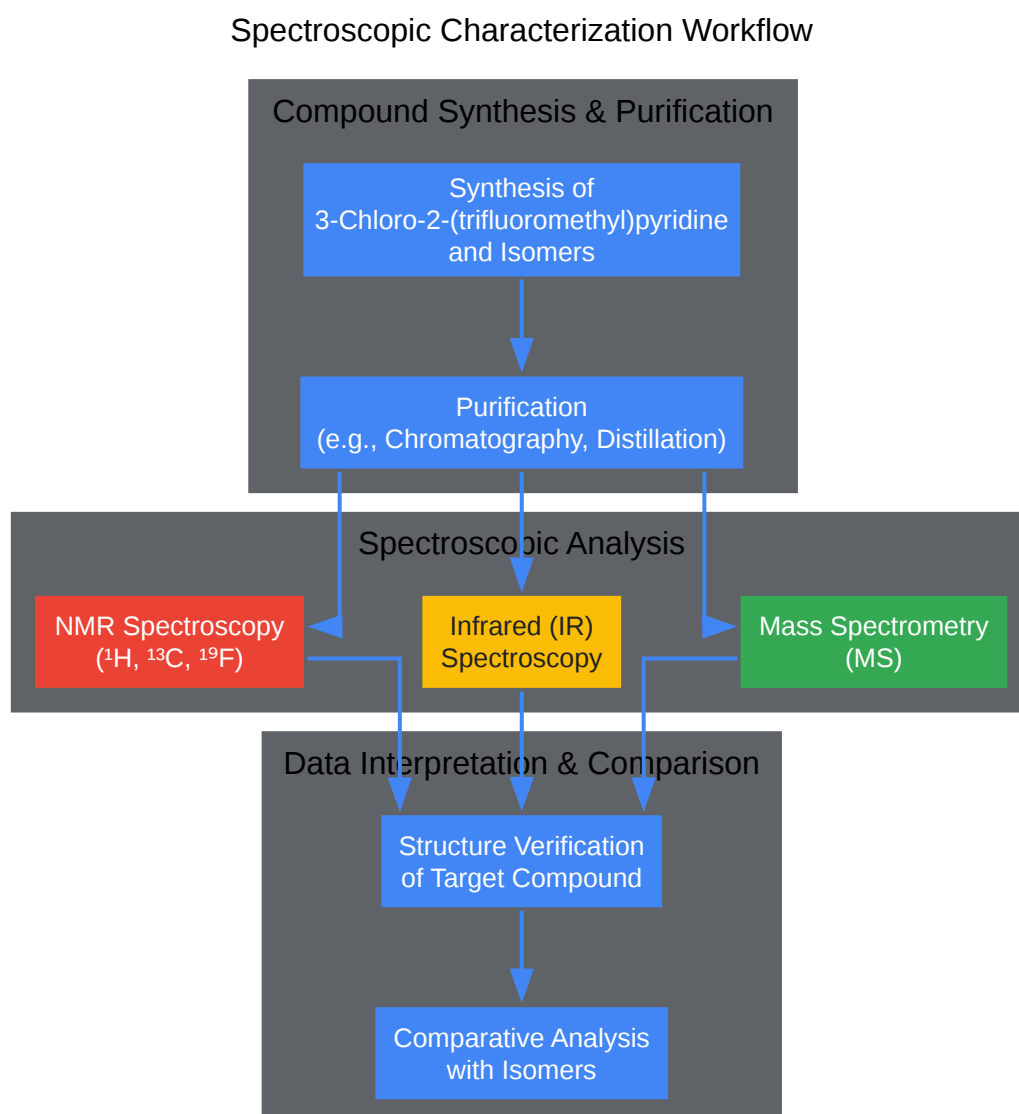 Spectroscopic Characterization Workflow
Compound Synthesis & Purification
Synthesis of
3-Chloro-2-(trifluoromethyl)pyridine
and Isomers
Purification
(e.g., Chromatography, Distillation)
Spectroscopic Analysis
NMR Spectroscopy
(¹H, ¹³C, ¹⁹F)
Infrared (IR)
Spectroscopy
Mass Spectrometry
(MS)
Data Interpretation & Comparison
Structure Verification
of Target Compound
Comparative Analysis
with Isomers